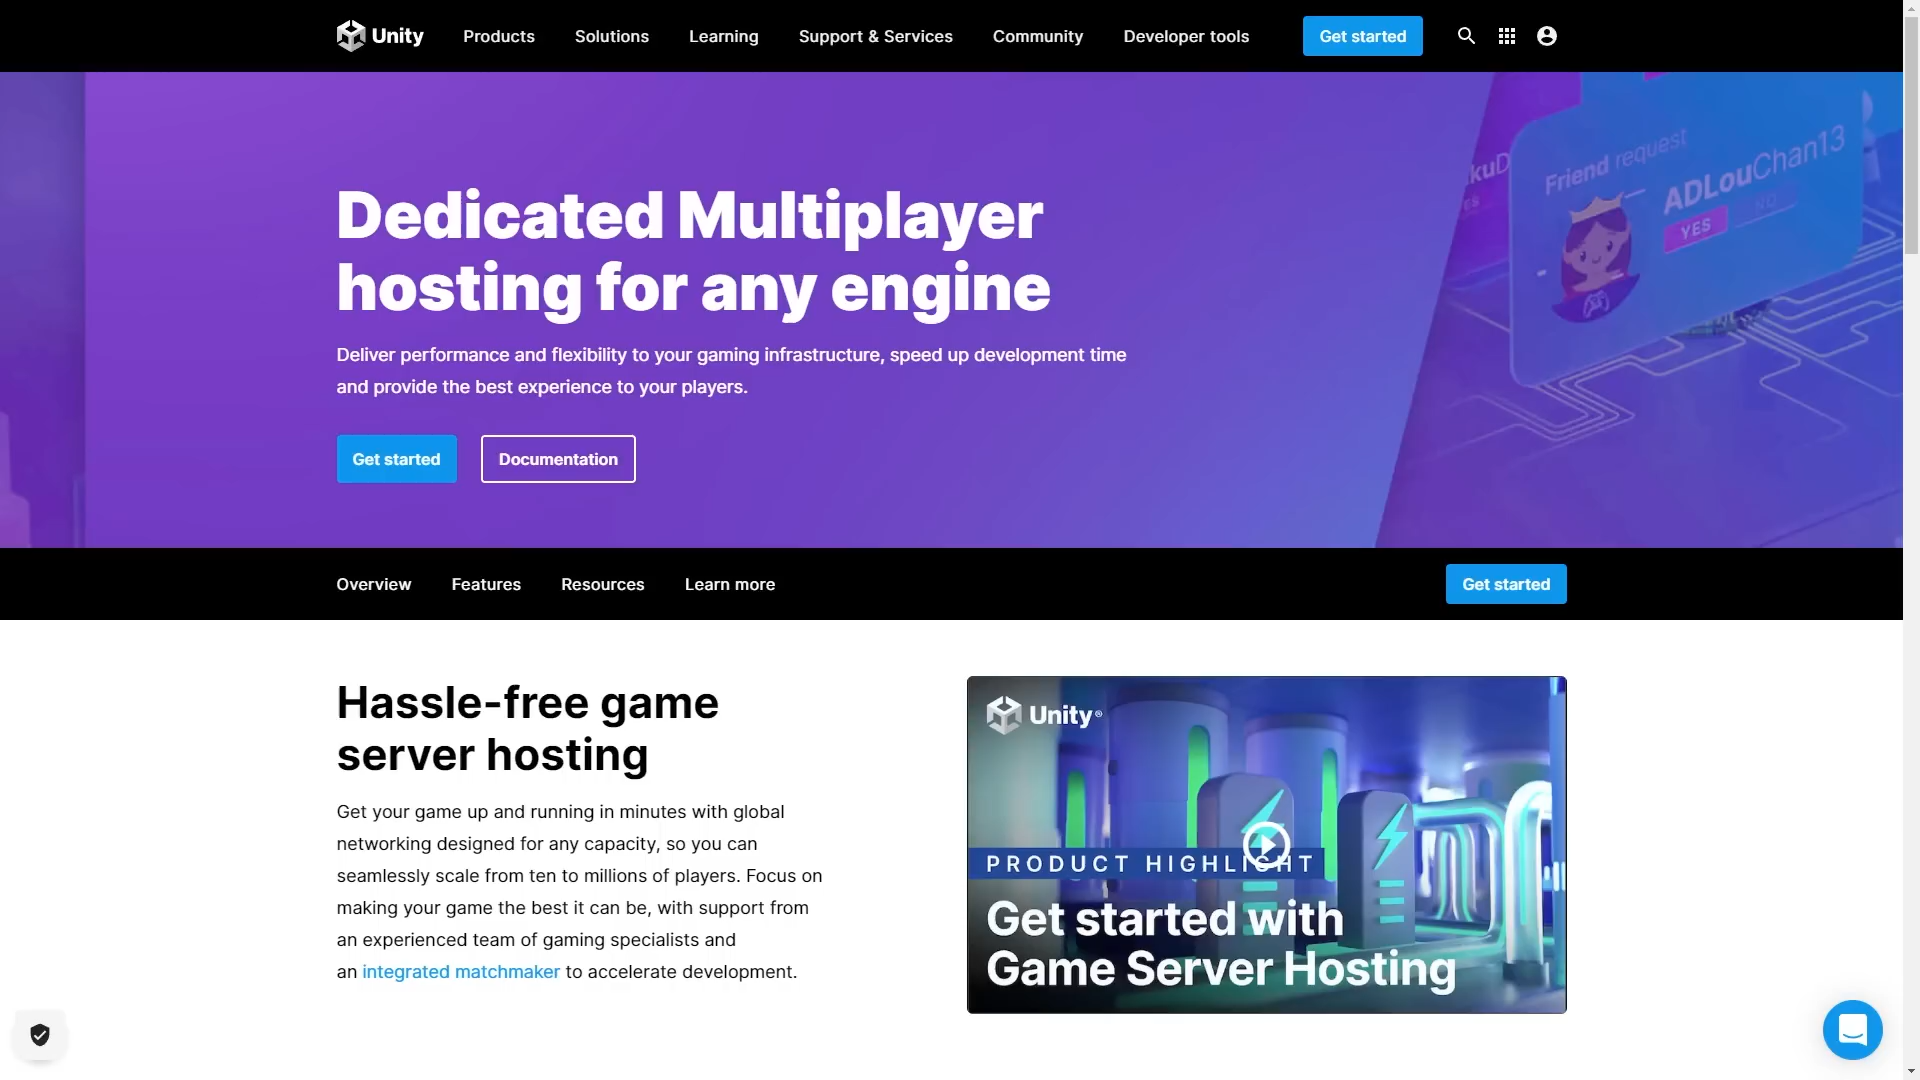 Unity
Products
Solutions
Learning
Support & Services
Community
Developer tools
Get started
Friend request
ADLouChan13
YES
NO
kuD
ES
Dedicated Multiplayer
hosting for any engine
Deliver performance and flexibility to your gaming infrastructure, speed up development time
and provide the best experience to your players.
Get started
Documentation
Overview
Features
Resources
Learn more
Get started
Hassle-free game
server hosting
Get your game up and running in minutes with global
networking designed for any capacity, so you can
seamlessly scale from ten to millions of players. Focus on
making your game the best it can be, with support from
an experienced team of gaming specialists and
an integrated matchmaker to accelerate development.
Unity®
PRODUCT HIGHLIGHT
Get started with
Game Server Hosting